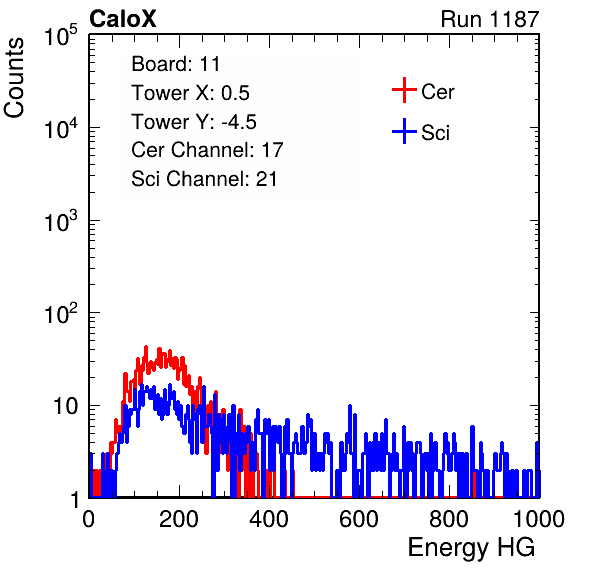 CaloX Run 1187
Counts
10^5
10^4
10^3
10^2
10
1
Board: 11
Tower X: 0.5
Tower Y: -4.5
Cer Channel: 17
Sci Channel: 21
Cer
Sci
0 200 400 600 800 1000
Energy HG